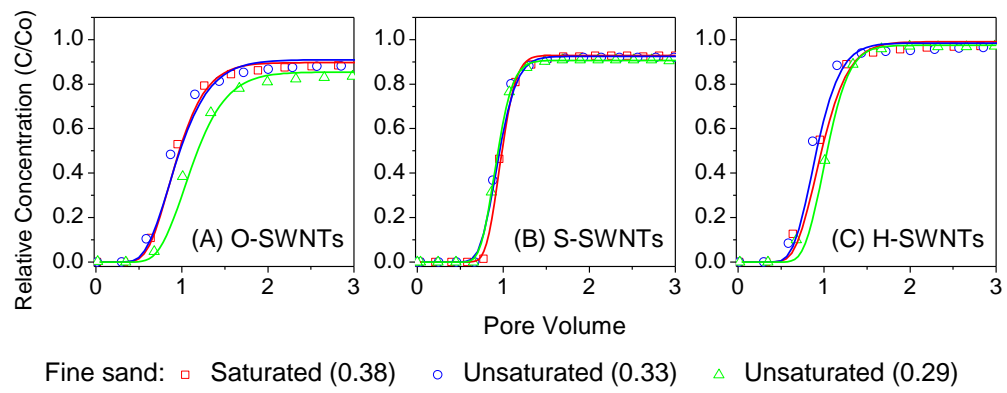 Relative Concentration (C/Co)
1.0
0.8
0.6
0.4
0.2
0.0
0 1 2 3
(A) O-SWNTs
1.0
0.8
0.6
0.4
0.2
0.0
0 1 2 3
(B) S-SWNTs
1.0
0.8
0.6
0.4
0.2
0.0
0 1 2 3
(C) H-SWNTs
Pore Volume
Fine sand: Saturated (0.38) Unsaturated (0.33) Unsaturated (0.29)